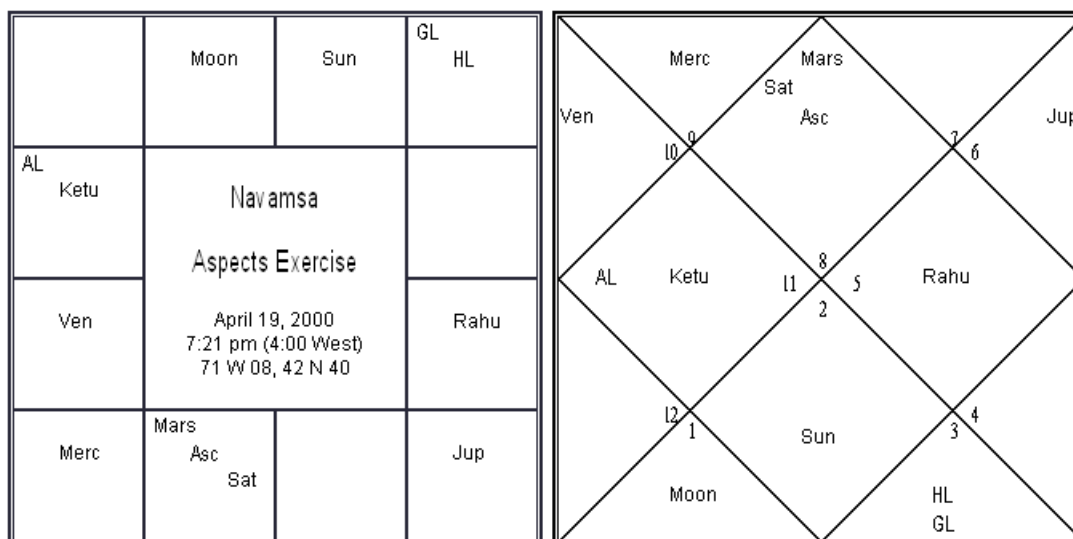 GL
Moon
Sun
HL
AL
Ketu
Navamsa
Aspects Exercise
Ven
April 19, 2000
7:21 pm (4:00 West)
71 W 08, 42 N 40
Rahu
Merc
Mars
Asc
Sat
Jup
Merc
Mars
Sat
Ven
Asc
Jup
9
7
10
6
8
AL
Ketu
11
5
Rahu
2
12
4
1
3
Sun
Moon
HL
GL